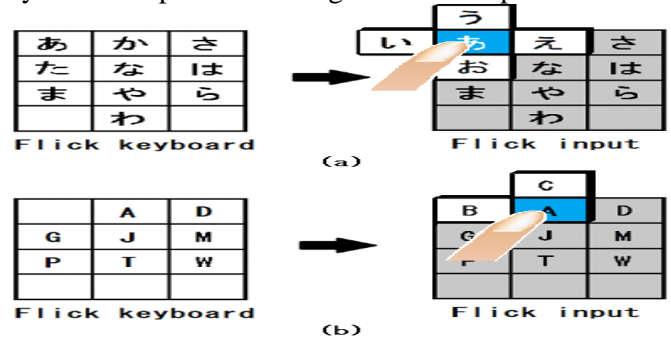 あ か さ
た な は
ま や ら
わ
Flick keyboard
う
い あ え さ
お な は
ま や ら
わ
Flick input
(a)
A D
G J M
P T W
Flick keyboard
C
B A D
G J M
T W
Flick input
(b)